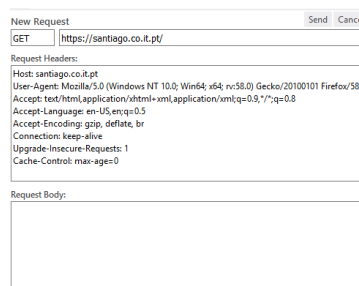 New Request
Send Cance
GET https://santiago.co.it.pt/
Request Headers:
Host: santiago.co.it.pt
User-Agent: Mozilla/5.0 (Windows NT 10.0; Win64; x64; rv:58.0) Gecko/20100101 Firefox/58
Accept: text/html,application/xhtml+xml,application/xml;q=0.9,*/*;q=0.8
Accept-Language: en-US,en;q=0.5
Accept-Encoding: gzip, deflate, br
Connection: keep-alive
Upgrade-Insecure-Requests: 1
Cache-Control: max-age=0
Request Body: